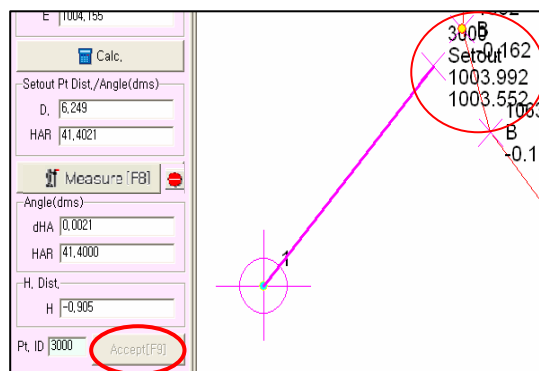 E 1004,155
Calc,
Setout Pt Dist,/Angle(dms)
D, 6,249
HAR 41,4021
Measure [F8]
Angle(dms)
dHA 0,0021
HAR 41,4000
H, Dist,
H -0,905
Pt, ID 3000 Accept[F9]
3000
B
Setout
-0.162
1003.992
1003.552
B
-0.1
1